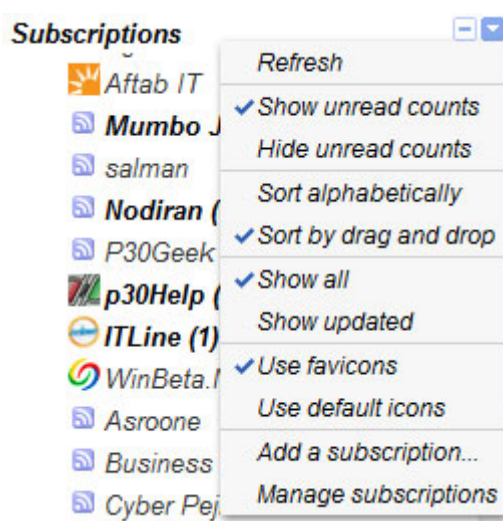 Subscriptions
Aftab IT
Mumbo J
salman
Nodiran (
P30Geek
p30Help (
ITLine (1)
WinBeta.
Asroone
Business
Cyber Pej
Refresh
Show unread counts
Hide unread counts
Sort alphabetically
Sort by drag and drop
Show all
Show updated
Use favicons
Use default icons
Add a subscription...
Manage subscriptions